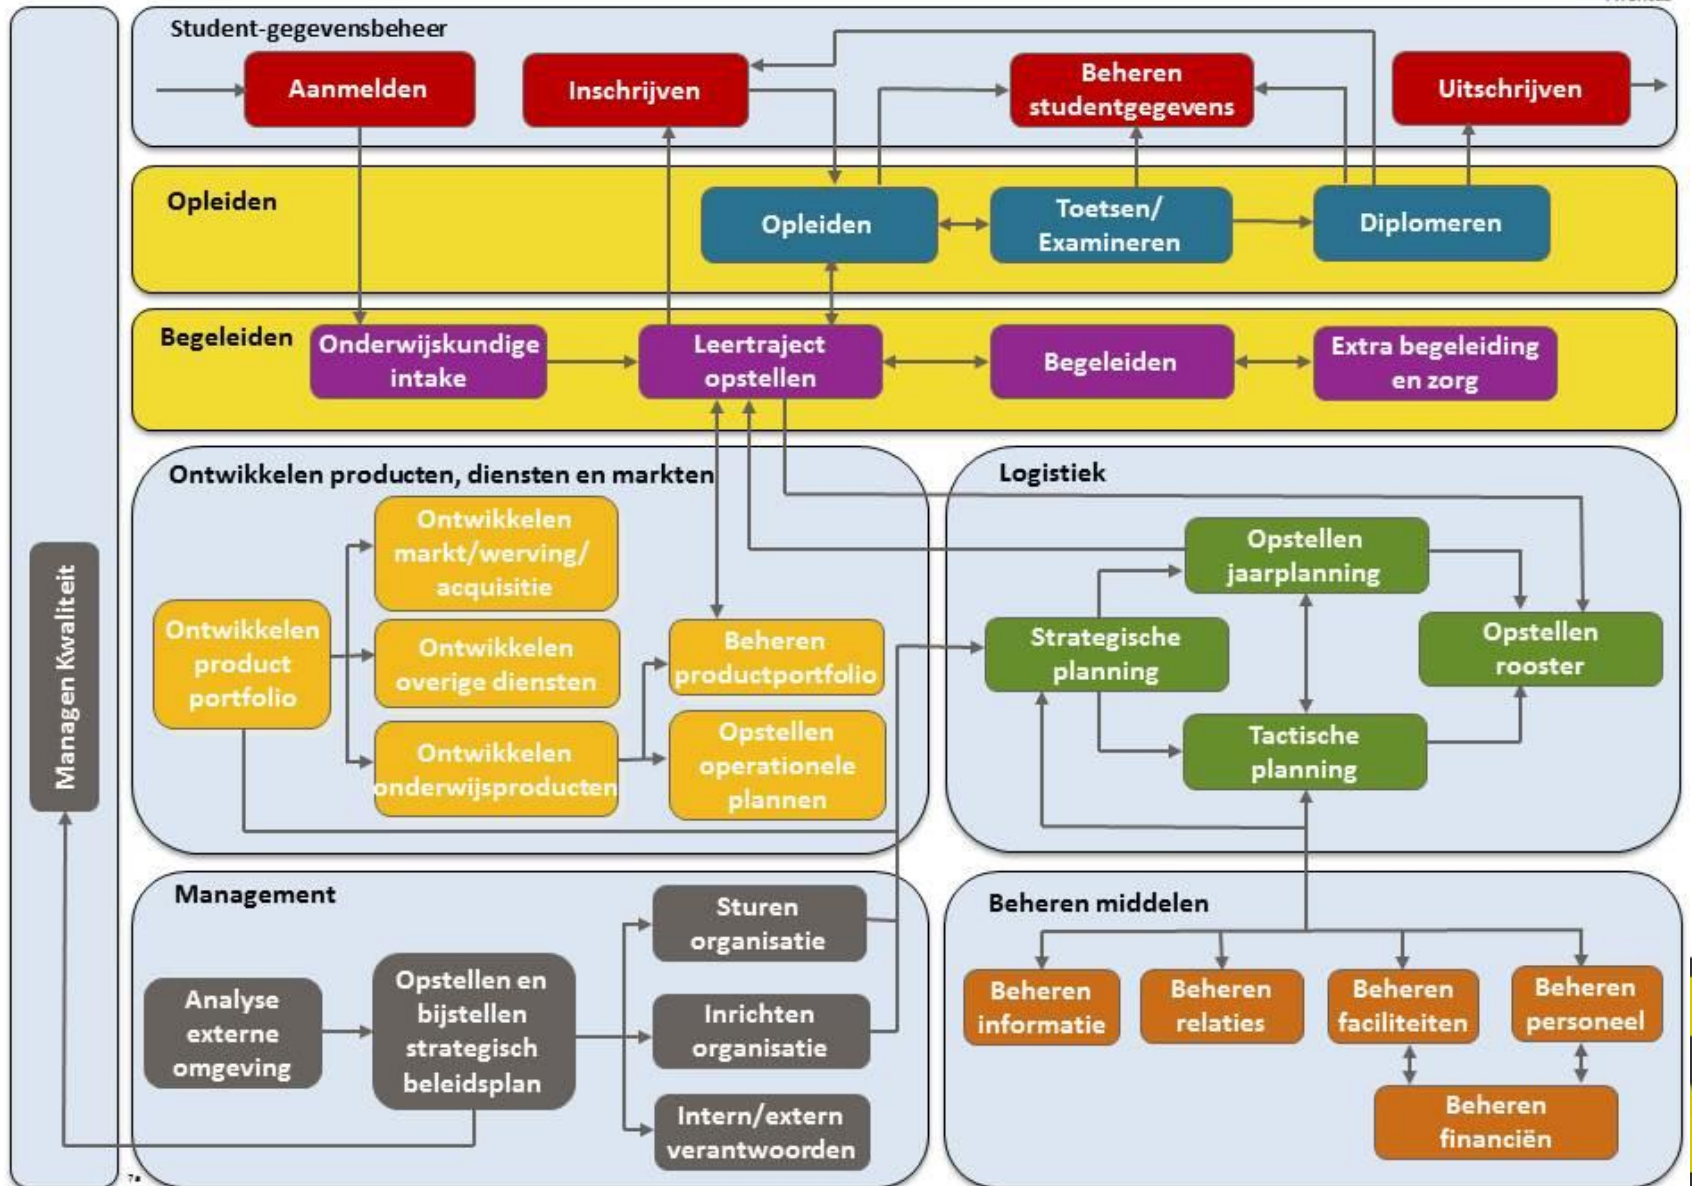 Student-gegevensbeheer
Aanmelden
Inschrijven
Beheren
studentgegevens
Uitschrijven
Opleiden
Opleiden
Toetsen/
Examineren
Diplomeren
Begeleiden
Onderwijskundige
intake
Leertraject
opstellen
Begeleiden
Extra begeleiding
en zorg
Managen Kwaliteit
Ontwikkelen producten, diensten en markten
Ontwikkelen
product
portfolio
Ontwikkelen
markt/werving/
acquisitie
Ontwikkelen
overige diensten
Ontwikkelen
onderwijsproducten
Beheren
productportfolio
Opstellen
operationele
plannen
Logistiek
Strategische
planning
Opstellen
jaarplanning
Tactische
planning
Opstellen
rooster
Management
Analyse
externe
omgeving
Opstellen en
bijstellen
strategisch
beleidsplan
Sturen
organisatie
Inrichten
organisatie
Intern/extern
verantwoorden
Beheren middelen
Beheren
informatie
Beheren
relaties
Beheren
faciliteiten
Beheren
personeel
Beheren
financiën